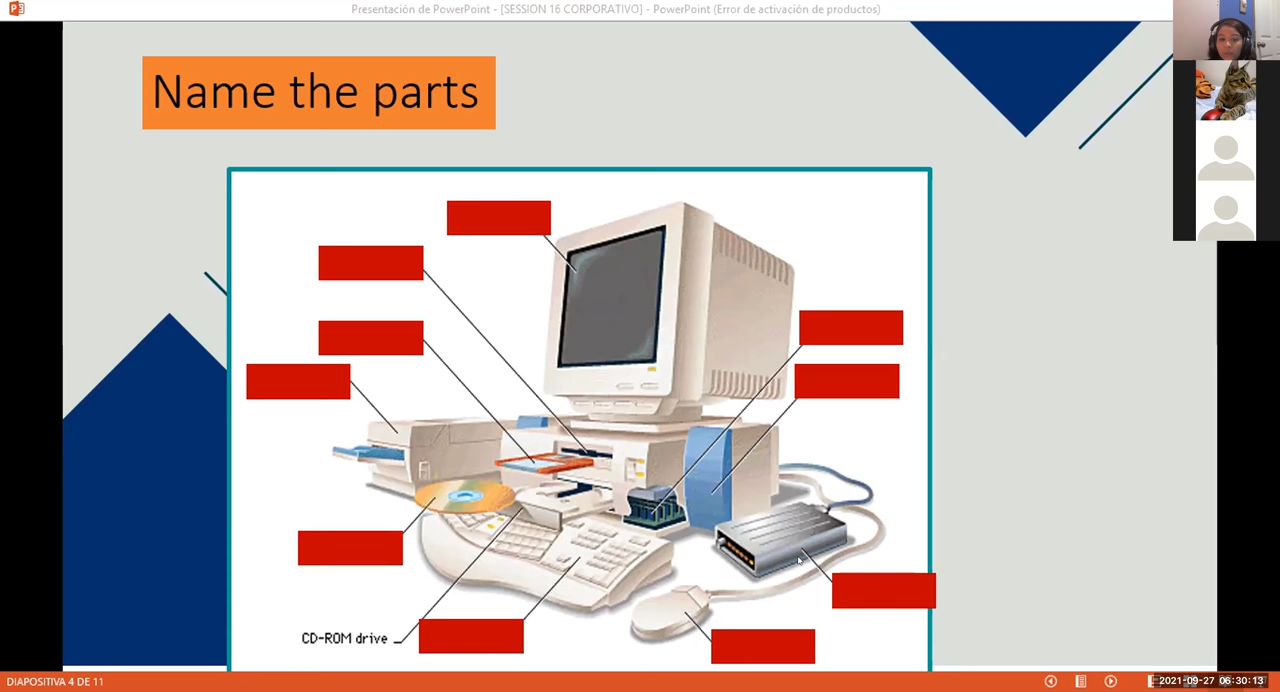 Presentación de PowerPoint - [SESSION 16 CORPORATIVO] - PowerPoint (Error de activación de productos)
Name the parts
CD-ROM drive
DIAPOSITIVA 4 DE 11
2021-09-27 06:30:13